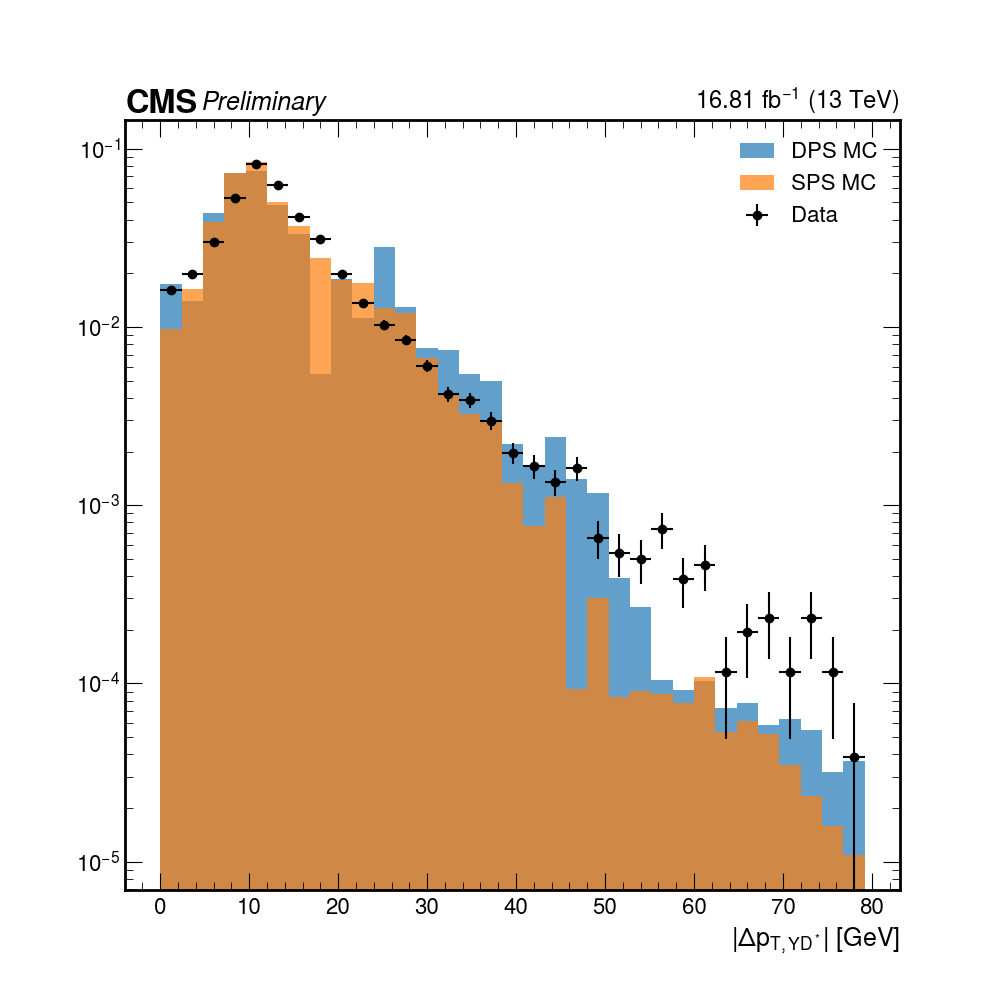 CMS Preliminary 16.81 fb⁻¹ (13 TeV)
DPS MC
SPS MC
Data
10⁻¹
10⁻²
10⁻³
10⁻⁴
10⁻⁵
0 10 20 30 40 50 60 70 80
|Δp_{T, YD*}| [GeV]